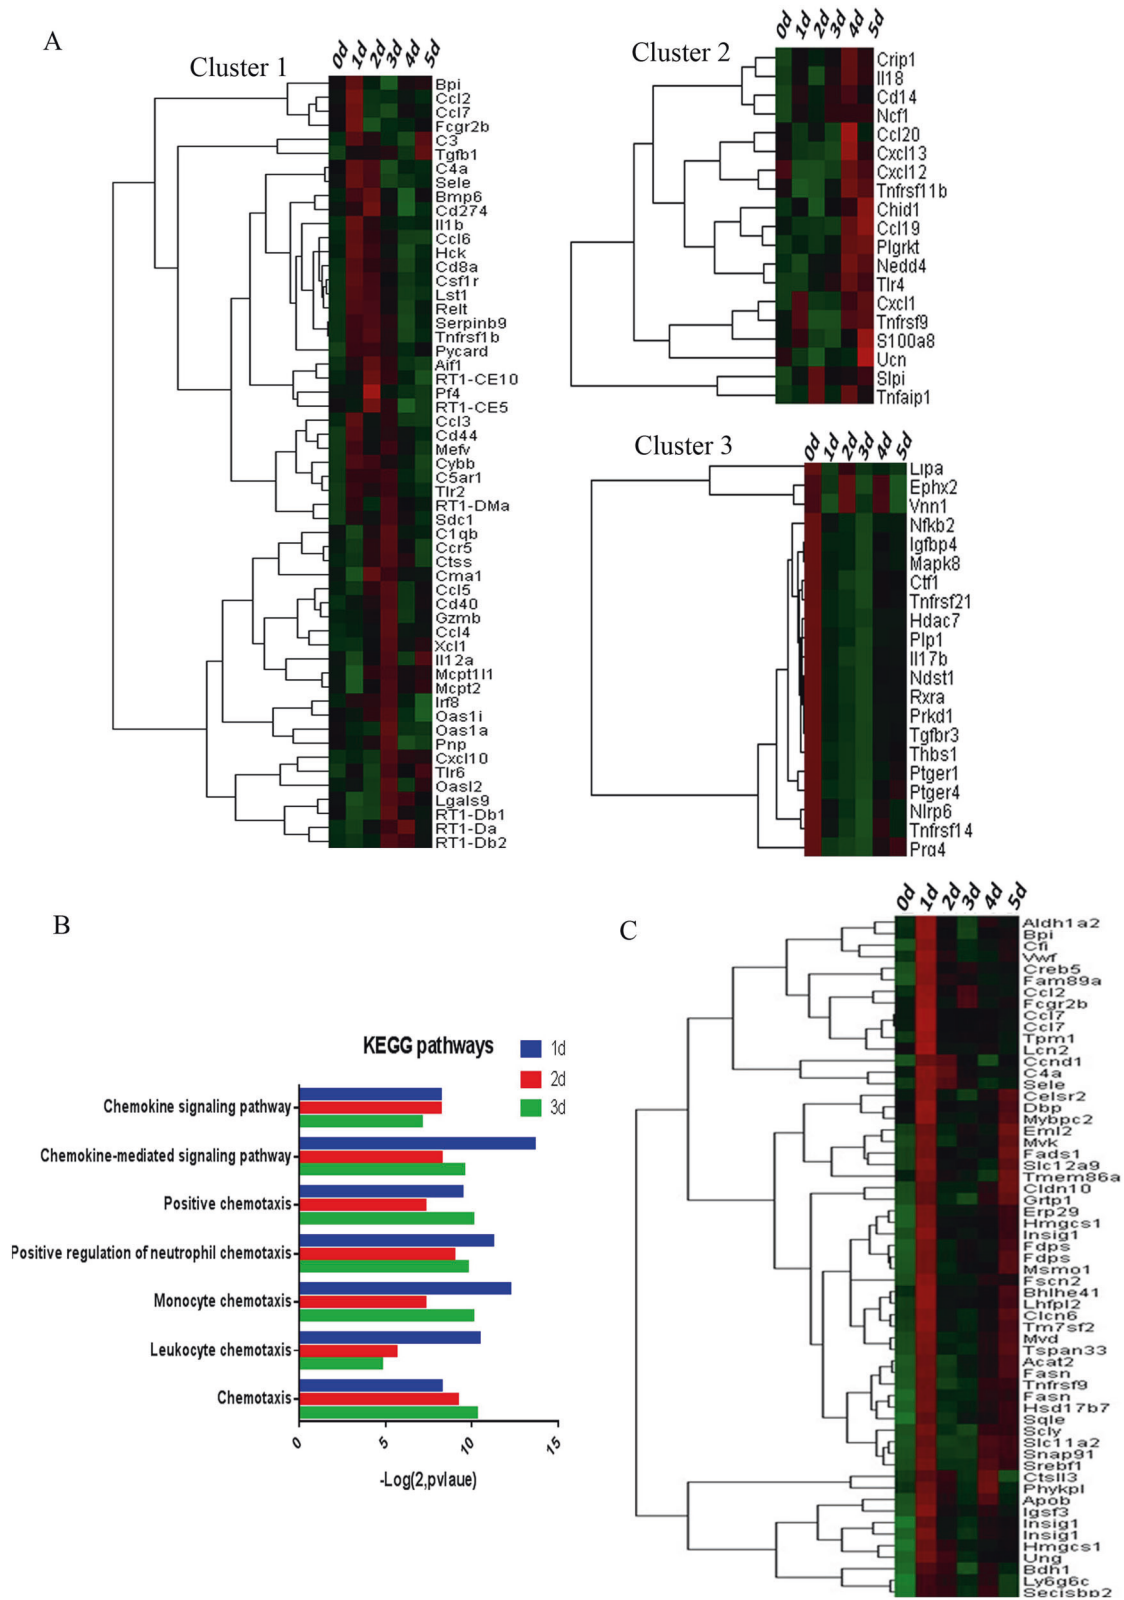 A
Cluster 1
0d 1d 2d 3d 4d 5d
Bpi
Ccl2
Ccl7
Fcgr2b
C3
Tgfb1
C4a
Sele
Bmp6
Cd274
Il1b
Ccl6
Hck
Cd8a
Csf1r
Lst1
Relt
Serpinb9
Tnfrsf1b
Pycard
Aif1
RT1-CE10
Pf4
RT1-CE5
Ccl3
Cd44
Mefv
Cybb
C5ar1
Tlr2
RT1-DMa
Sdc1
C1qb
Ccr5
Ctss
Cma1
Ccl5
Cd40
Gzmb
Ccl4
Xcl1
Il12a
Mcpt1l1
Mcpt2
Irf8
Oas1i
Oas1a
Pnp
Cxcl10
Tlr6
Oasl2
Lgals9
RT1-Db1
RT1-Da
RT1-Db2
Cluster 2
0d 1d 2d 3d 4d 5d
Crip1
Il18
Cd14
Ncf1
Ccl20
Cxcl13
Cxcl12
Tnfrsf11b
Chid1
Ccl19
Plgrkt
Nedd4
Tlr4
Cxcl1
Tnfrsf9
S100a8
Ucn
Slpi
Tnfaip1
Cluster 3
0d 1d 2d 3d 4d 5d
Lipa
Ephx2
Vnn1
Nfkb2
Igfbp4
Mapk8
Ctf1
Tnfrsf21
Hdac7
Plp1
Il17b
Ndst1
Rxra
Prkd1
Tgfbr3
Thbs1
Ptger1
Ptger4
Nlrp6
Tnfrsf14
Prg4
B
KEGG pathways
1d
2d
3d
Chemokine signaling pathway
Chemokine-mediated signaling pathway
Positive chemotaxis
Positive regulation of neutrophil chemotaxis
Monocyte chemotaxis
Leukocyte chemotaxis
Chemotaxis
0 5 10 15
-Log(2,pvlaue)
C
0d 1d 2d 3d 4d 5d
Aldh1a2
Bpi
Cfi
Vwf
Creb5
Fam89a
Ccl2
Fcgr2b
Ccl7
Ccl7
Tpm1
Lcn2
Ccnd1
C4a
Sele
Celsr2
Dbp
Mybpc2
Eml2
Mvk
Fads1
Slc12a9
Tmem86a
Cldn10
Grtp1
Erp29
Hmgcs1
Insig1
Fdps
Fdps
Msmo1
Fscn2
Bhlhe41
Lhfpl2
Clcn6
Tm7sf2
Mvd
Tspan33
Acat2
Fasn
Tnfrsf9
Fasn
Hsd17b7
Sqle
Scly
Slc11a2
Snap91
Srebf1
Ctsll3
Phykpl
Apob
Igsf3
Insig1
Insig1
Hmgcs1
Ung
Bdh1
Ly6g6c
Secisbp2